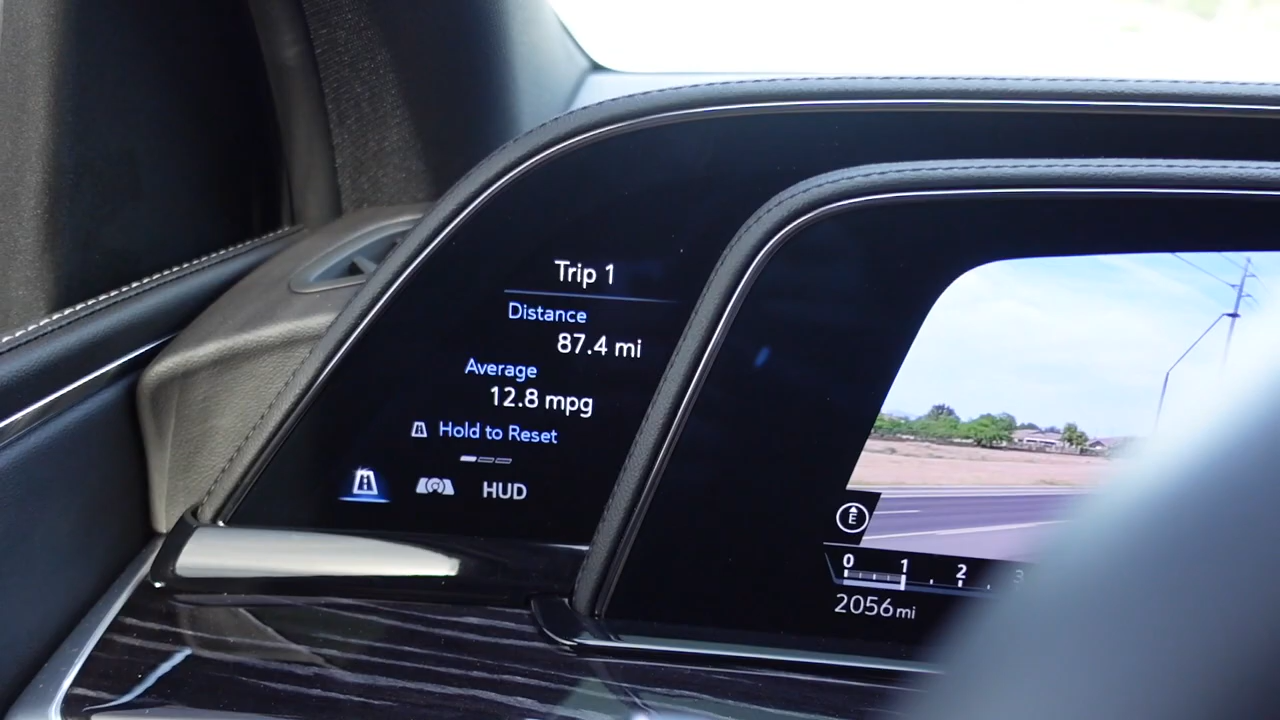 Trip 1
Distance
87.4 mi
Average
12.8 mpg
Hold to Reset
HUD
E
0 1 2 3
2056 mi